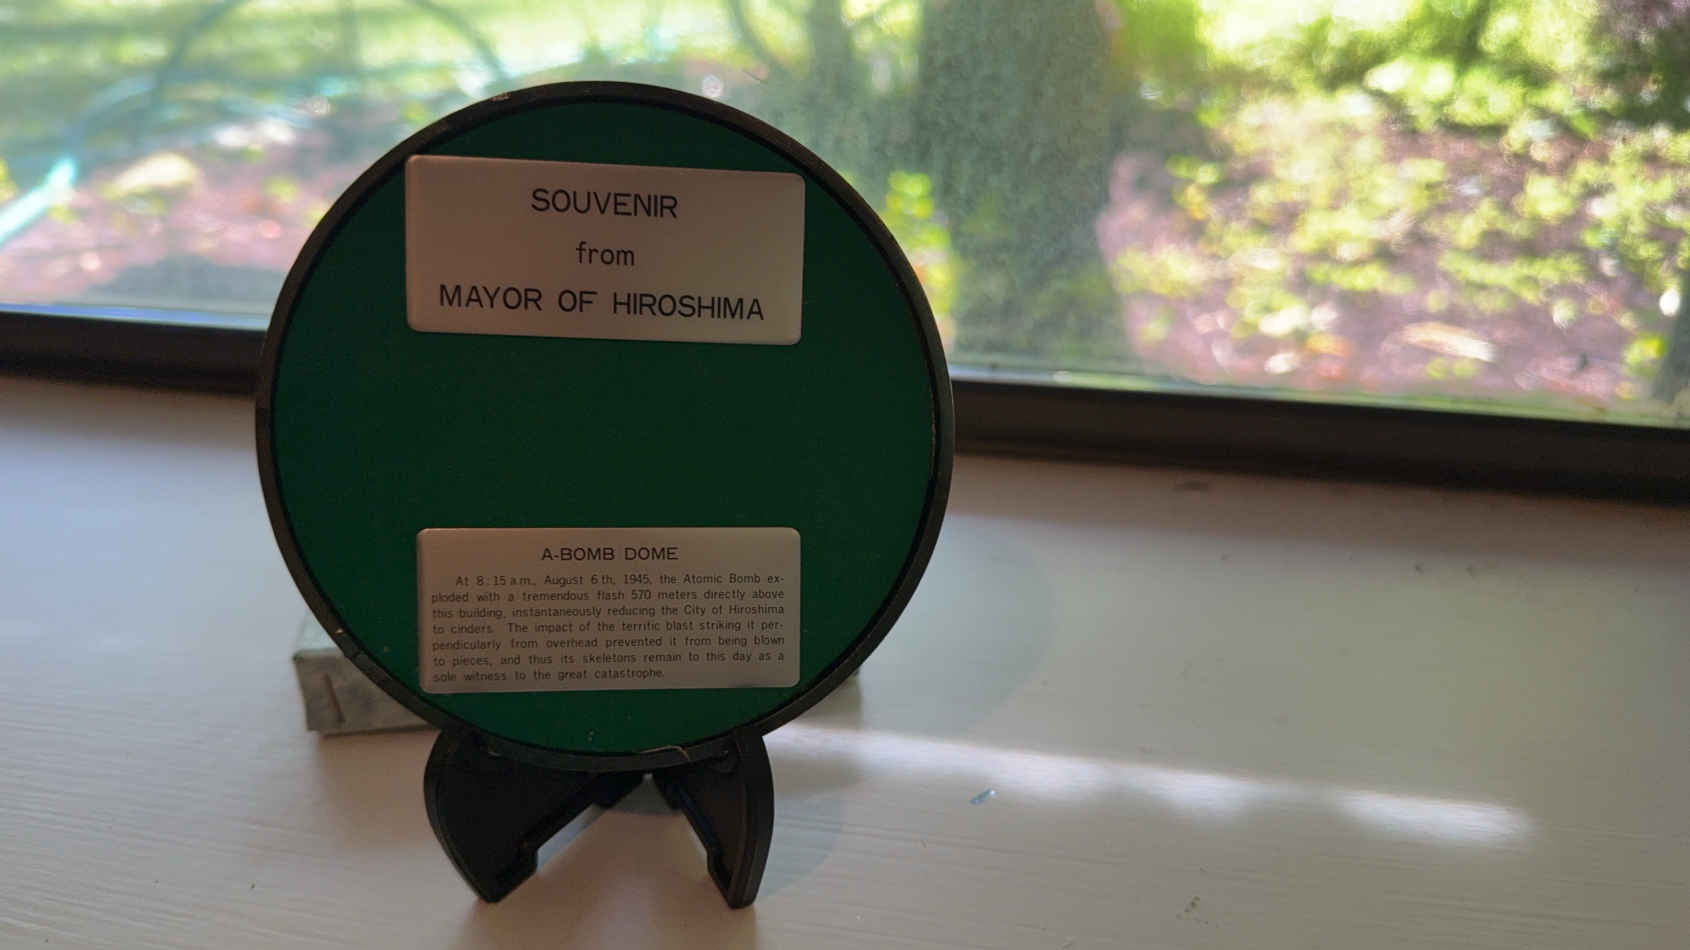 SOUVENIR
from
MAYOR OF HIROSHIMA
A-BOMB DOME
At 8:15 a.m., August 6th, 1945, the Atomic Bomb ex-
ploded with a tremendous flash 570 meters directly above
this building, instantaneously reducing the City of Hiroshima
to cinders. The impact of the terrific blast striking it per-
pendicularly from overhead prevented it from being blown
to pieces, and thus its skeletons remain to this day as a
sole witness to the great catastrophe.